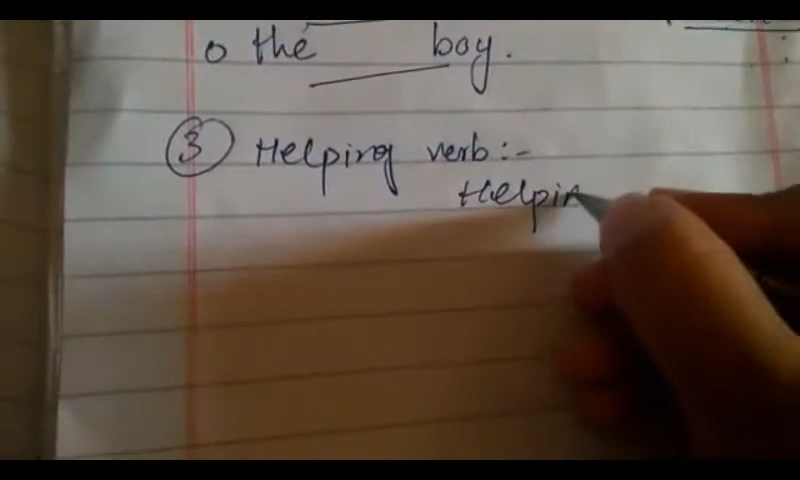 o the boy.
③ Helping verb:-
Helpin